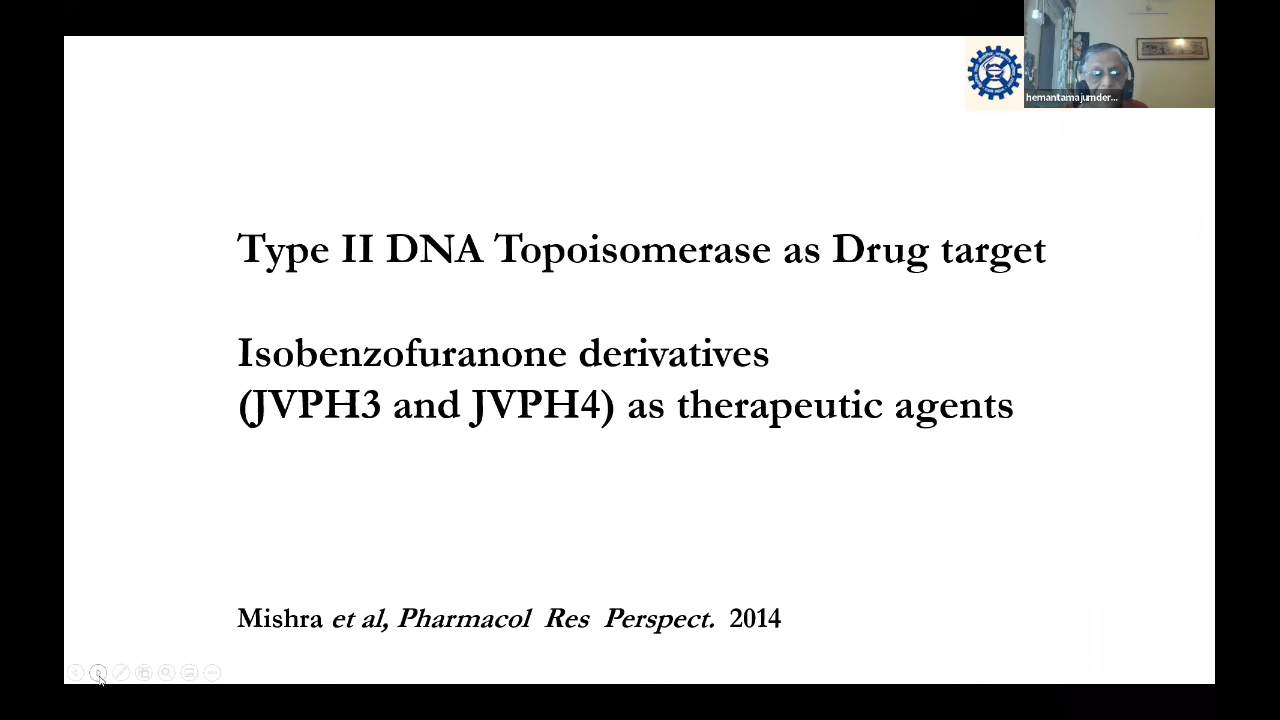 hemantamajumder...
Type II DNA Topoisomerase as Drug target
Isobenzofuranone derivatives
(JVPH3 and JVPH4) as therapeutic agents
Mishra et al, Pharmacol Res Perspect. 2014